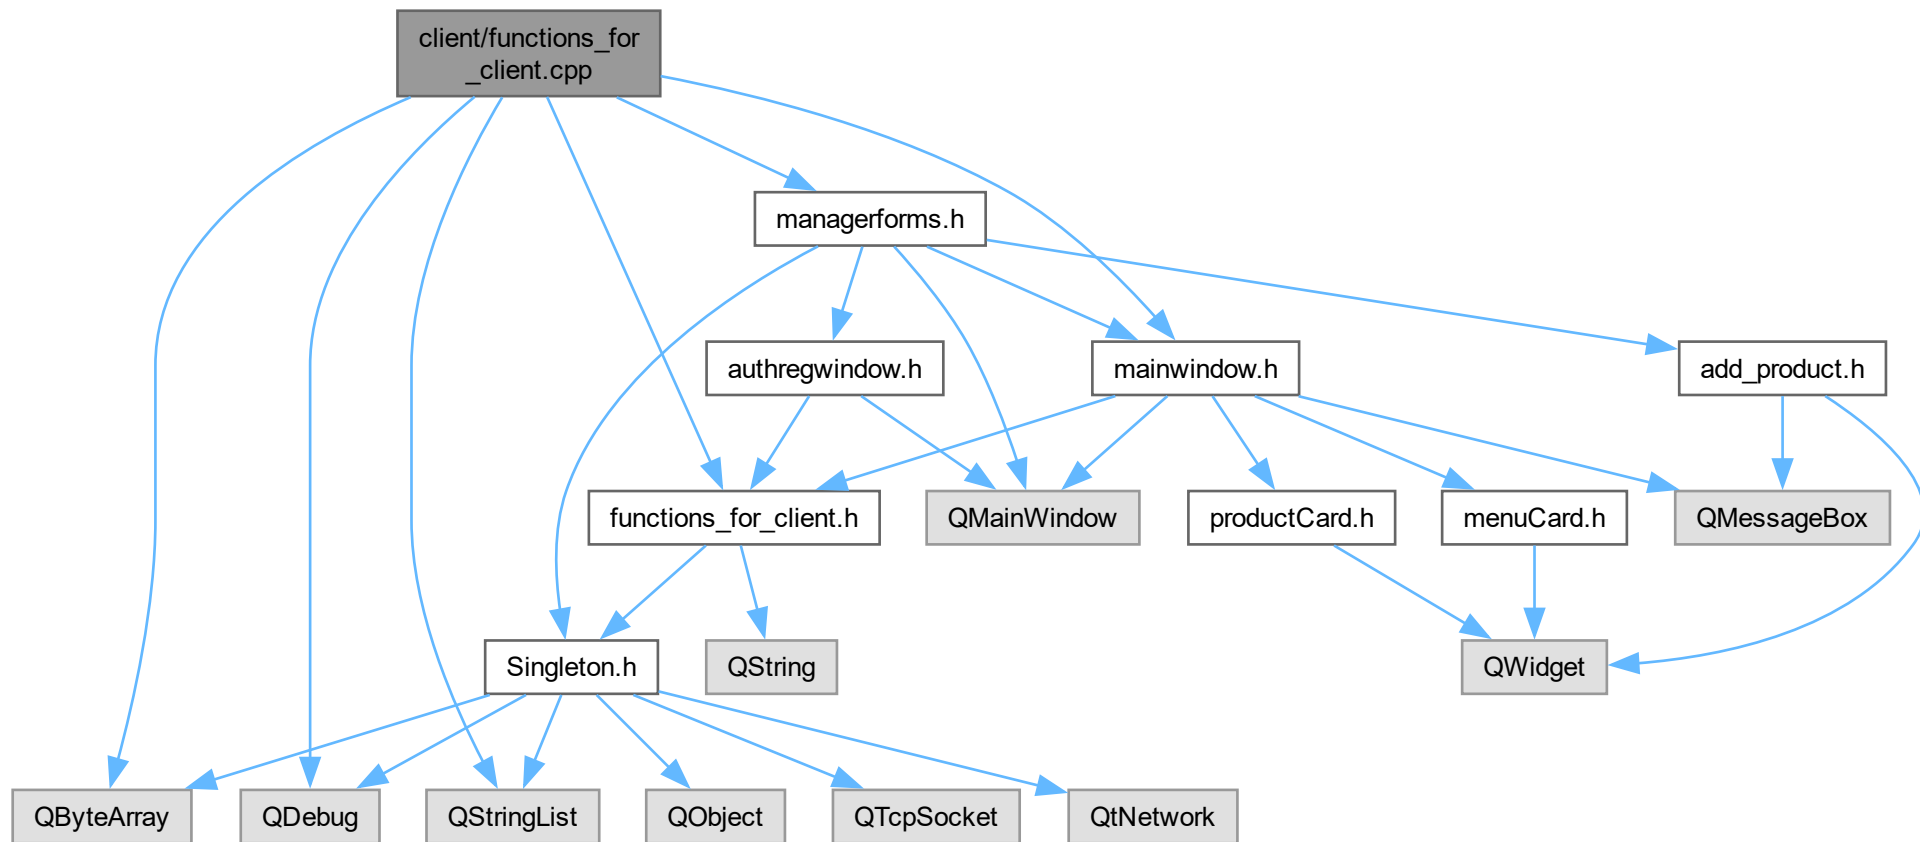 client/functions_for
_client.cpp
managerforms.h
authregwindow.h
mainwindow.h
add_product.h
functions_for_client.h
QMainWindow
productCard.h
menuCard.h
QMessageBox
Singleton.h
QString
QWidget
QByteArray
QDebug
QStringList
QObject
QTcpSocket
QtNetwork